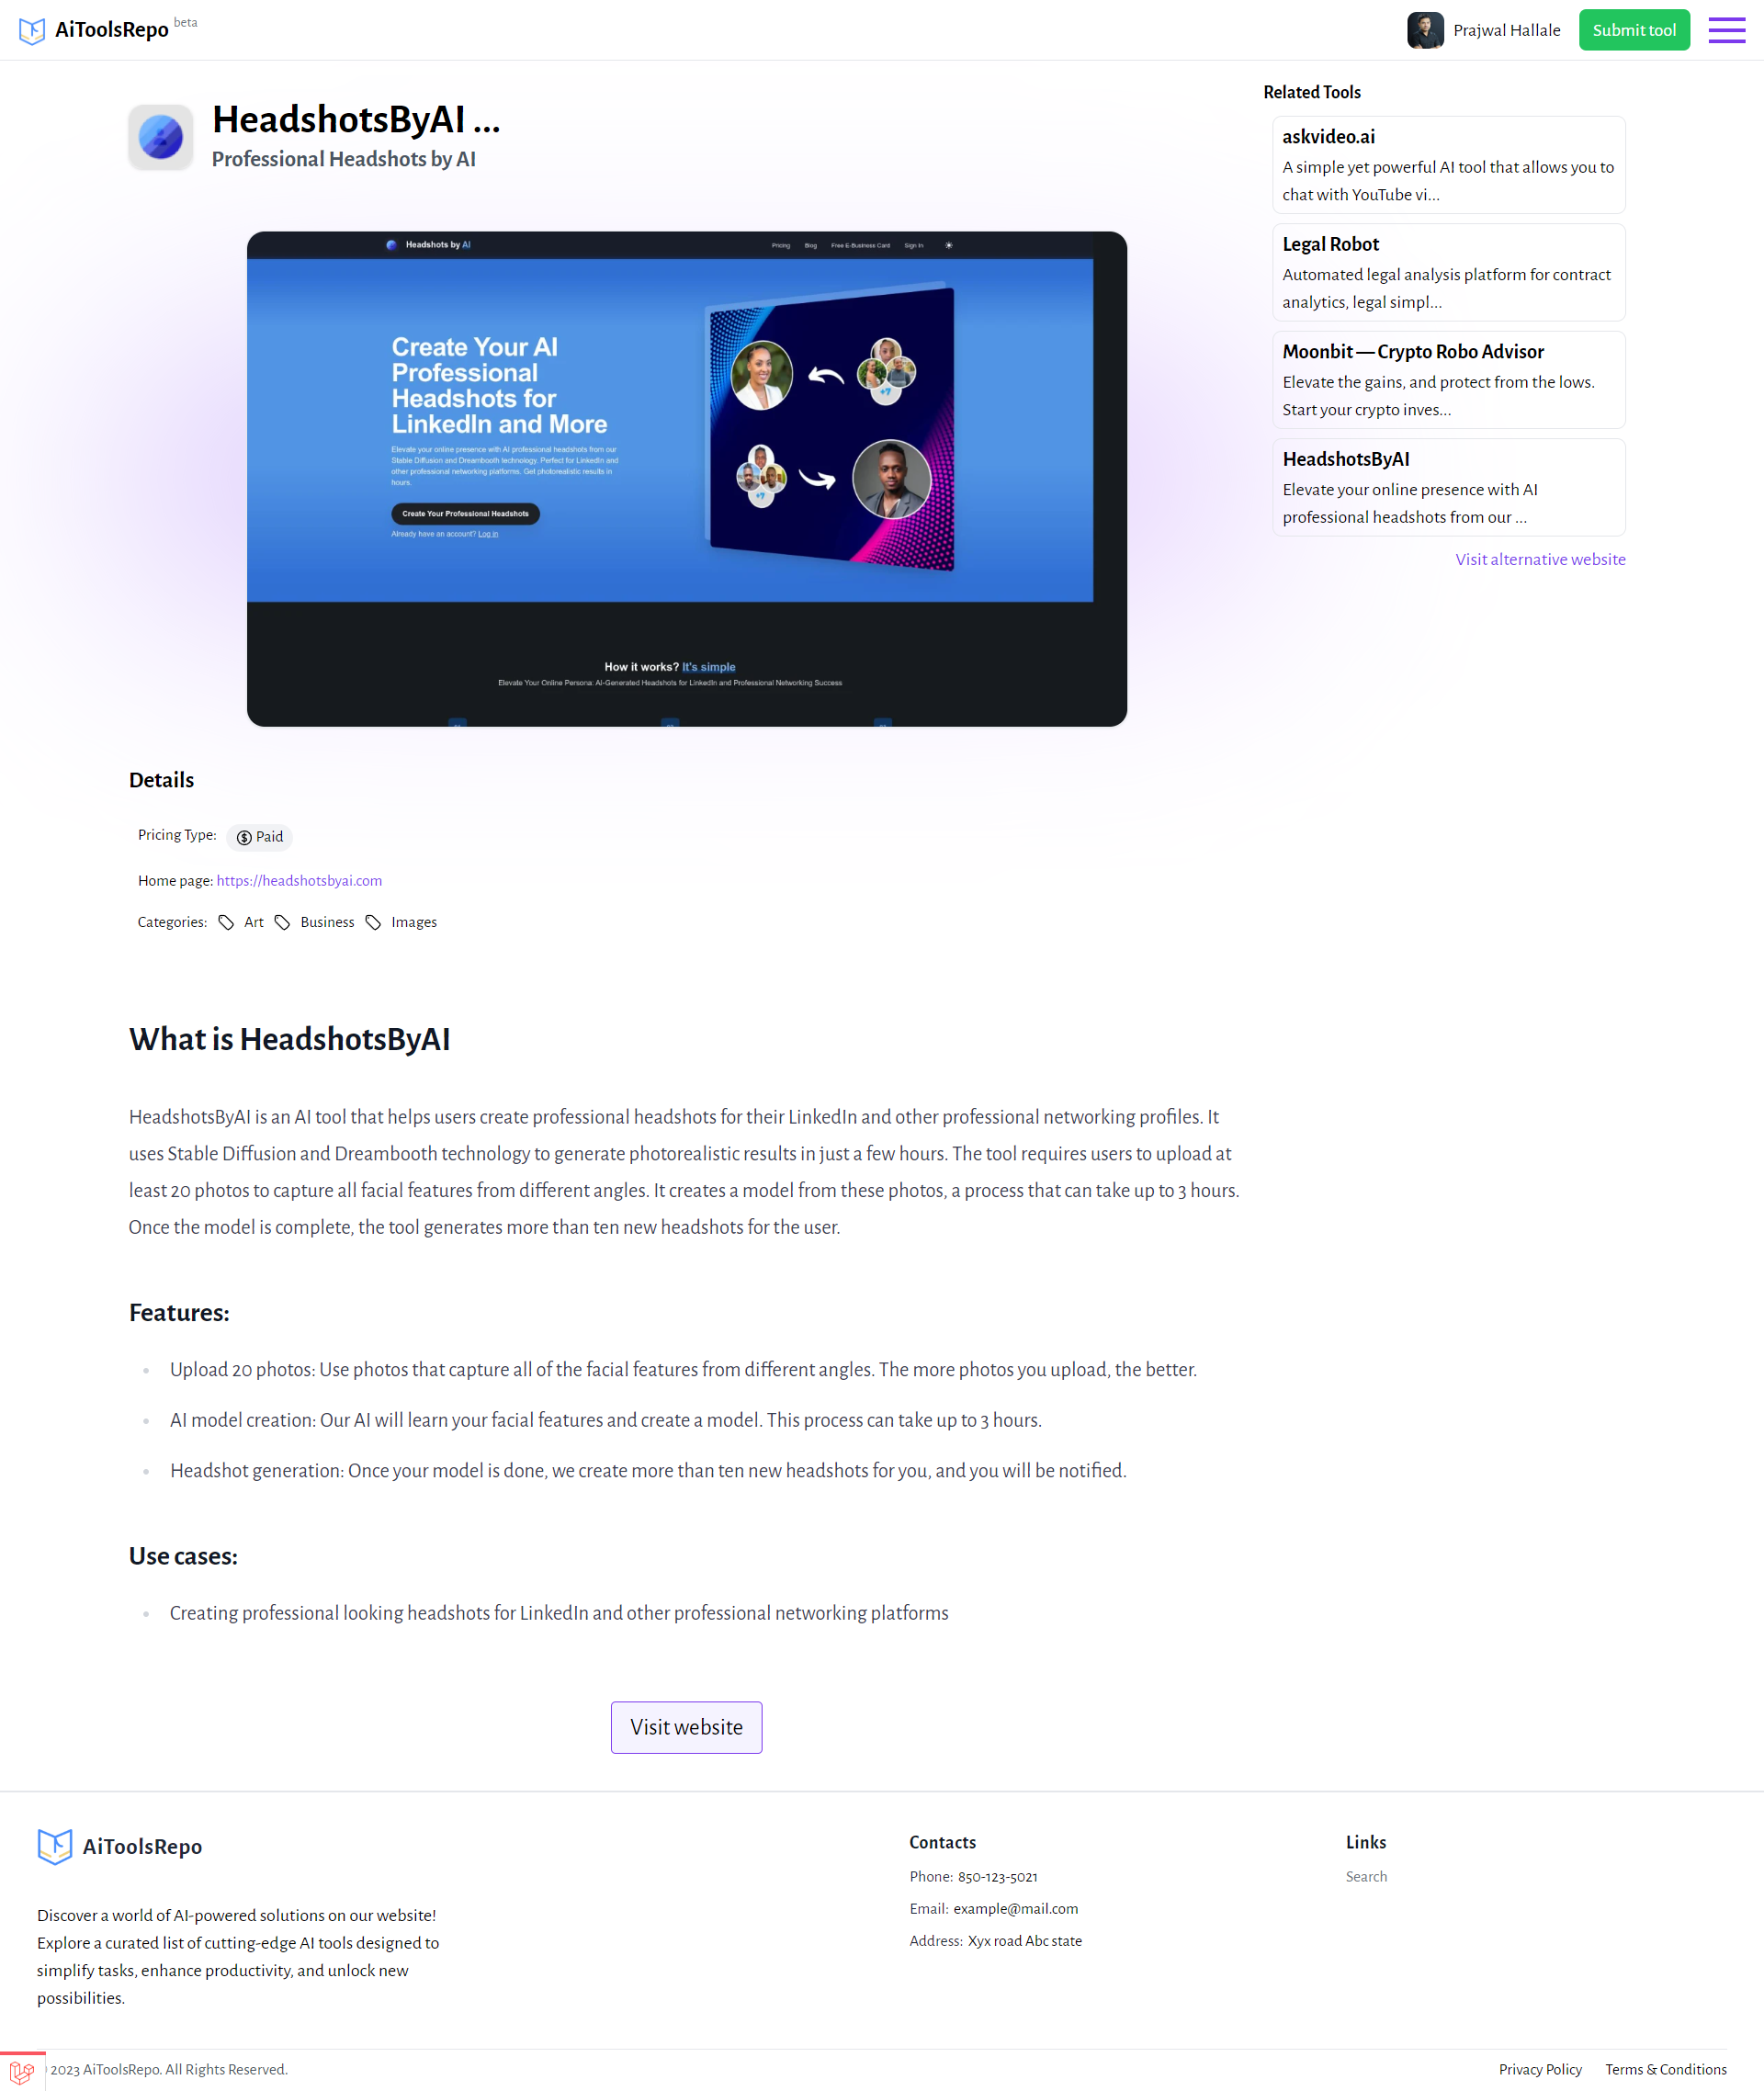 AiToolsRepo beta
Prajwal Hallale
Submit tool
HeadshotsByAI ...
Professional Headshots by AI
Headshots by AI
Pricing Blog Free E-Business Card Sign In
Create Your AI
Professional
Headshots for
LinkedIn and More
Elevate your online presence with AI professional headshots from our
Stable Diffusion and Dreambooth technology. Perfect for LinkedIn and
other professional networking platforms. Get photorealistic results in
hours.
Create Your Professional Headshots
Already have an account? Log in
+7
+7
How it works? It's simple
Elevate Your Online Persona: AI-Generated Headshots for LinkedIn and Professional Networking Success
Related Tools
askvideo.ai
A simple yet powerful AI tool that allows you to
chat with YouTube vi...
Legal Robot
Automated legal analysis platform for contract
analytics, legal simpl...
Moonbit — Crypto Robo Advisor
Elevate the gains, and protect from the lows.
Start your crypto inves...
HeadshotsByAI
Elevate your online presence with AI
professional headshots from our ...
Visit alternative website
Details
Pricing Type: Paid
Home page: https://headshotsbyai.com
Categories: Art Business Images
What is HeadshotsByAI
HeadshotsByAI is an AI tool that helps users create professional headshots for their LinkedIn and other professional networking profiles. It
uses Stable Diffusion and Dreambooth technology to generate photorealistic results in just a few hours. The tool requires users to upload at
least 20 photos to capture all facial features from different angles. It creates a model from these photos, a process that can take up to 3 hours.
Once the model is complete, the tool generates more than ten new headshots for the user.
Features:
Upload 20 photos: Use photos that capture all of the facial features from different angles. The more photos you upload, the better.
AI model creation: Our AI will learn your facial features and create a model. This process can take up to 3 hours.
Headshot generation: Once your model is done, we create more than ten new headshots for you, and you will be notified.
Use cases:
Creating professional looking headshots for LinkedIn and other professional networking platforms
Visit website
AiToolsRepo
Discover a world of AI-powered solutions on our website!
Explore a curated list of cutting-edge AI tools designed to
simplify tasks, enhance productivity, and unlock new
possibilities.
Contacts
Phone: 850-123-5021
Email: example@mail.com
Address: Xyx road Abc state
Links
Search
2023 AiToolsRepo. All Rights Reserved.
Privacy Policy
Terms & Conditions